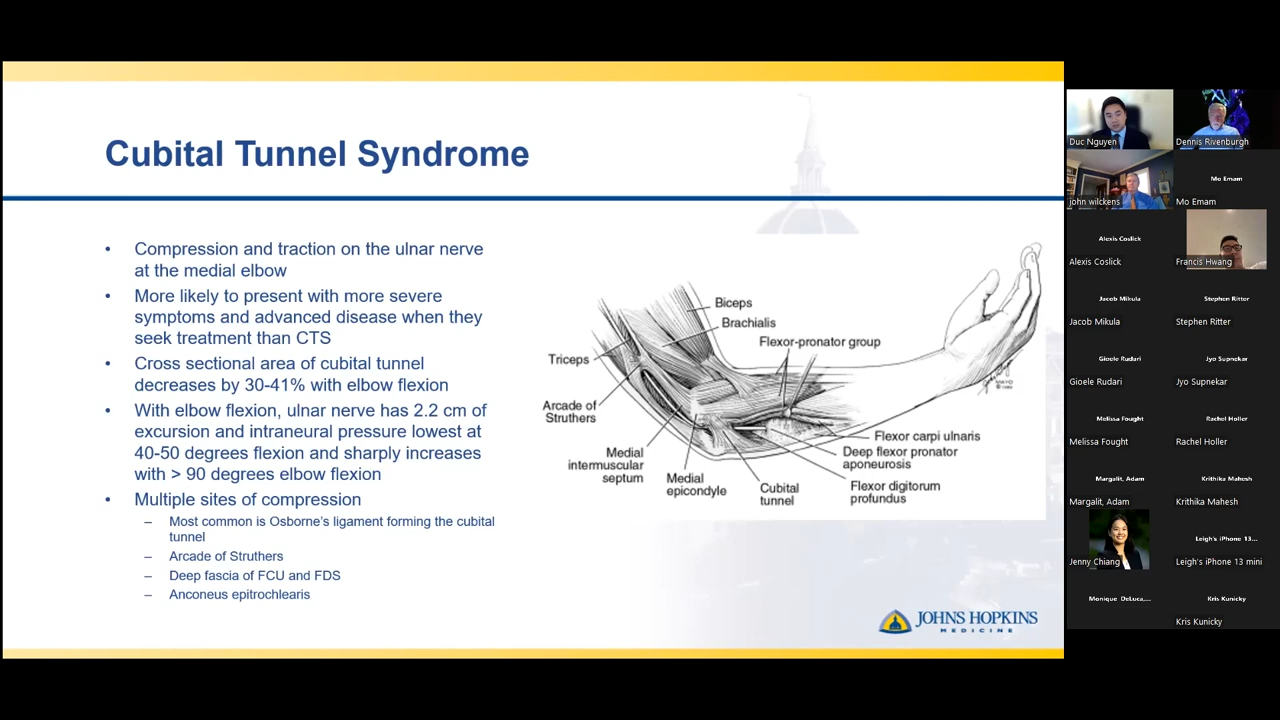 Cubital Tunnel Syndrome
• Compression and traction on the ulnar nerve
at the medial elbow
• More likely to present with more severe
symptoms and advanced disease when they
seek treatment than CTS
• Cross sectional area of cubital tunnel
decreases by 30-41% with elbow flexion
• With elbow flexion, ulnar nerve has 2.2 cm of
excursion and intraneural pressure lowest at
40-50 degrees flexion and sharply increases
with > 90 degrees elbow flexion
• Multiple sites of compression
– Most common is Osborne's ligament forming the cubital
tunnel
– Arcade of Struthers
– Deep fascia of FCU and FDS
– Anconeus epitrochlearis
Biceps
Brachialis
Flexor-pronator group
Triceps
Arcade of
Struthers
Medial
intermuscular
septum
Medial
epicondyle
Cubital
tunnel
Flexor carpi ulnaris
Deep flexor pronator
aponeurosis
Flexor digitorum
profundus
MAYO
JOHNS HOPKINS
MEDICINE
Duc Nguyen
Dennis Rivenburgh
john wilckens
Mo Emam
Mo Emam
Alexis Coslick
Alexis Coslick
Francis Hwang
Jacob Mikula
Stephen Ritter
Jacob Mikula
Stephen Ritter
Gioele Rudari
Jyo Supnekar
Gioele Rudari
Jyo Supnekar
Melissa Fought
Rachel Holler
Melissa Fought
Rachel Holler
Margalit, Adam
Krithika Mahesh
Margalit, Adam
Krithika Mahesh
Leigh's iPhone 13...
Jenny Chiang
Leigh's iPhone 13 mini
Monique DeLuca,...
Kris Kunicky
Kris Kunicky